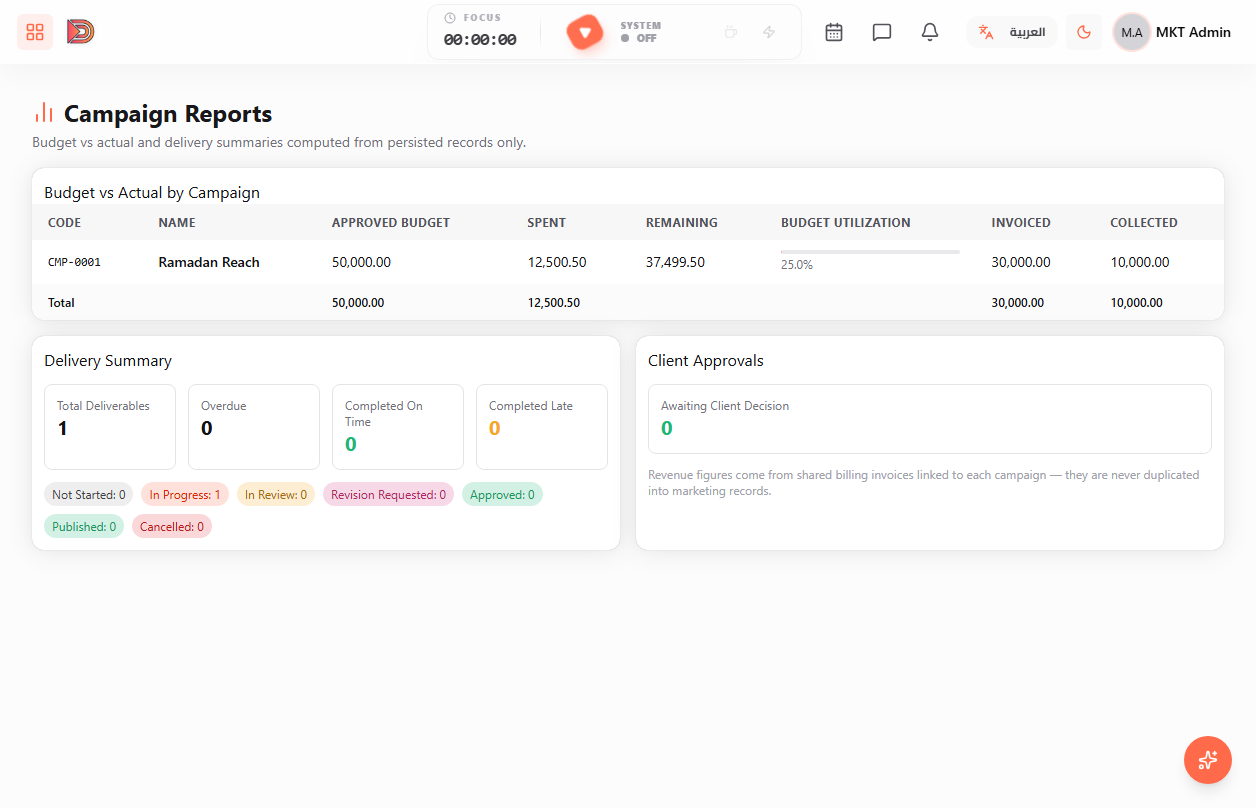 FOCUS
00:00:00
SYSTEM
OFF
العربية
M.A
MKT Admin
Campaign Reports
Budget vs actual and delivery summaries computed from persisted records only.
Budget vs Actual by Campaign
CODE NAME APPROVED BUDGET SPENT REMAINING BUDGET UTILIZATION INVOICED COLLECTED
CMP-0001 Ramadan Reach 50,000.00 12,500.50 37,499.50 25.0% 30,000.00 10,000.00
Total 50,000.00 12,500.50 30,000.00 10,000.00
Delivery Summary
Total Deliverables
1
Overdue
0
Completed On
Time
0
Completed Late
0
Not Started: 0 In Progress: 1 In Review: 0 Revision Requested: 0 Approved: 0
Published: 0 Cancelled: 0
Client Approvals
Awaiting Client Decision
0
Revenue figures come from shared billing invoices linked to each campaign — they are never duplicated
into marketing records.